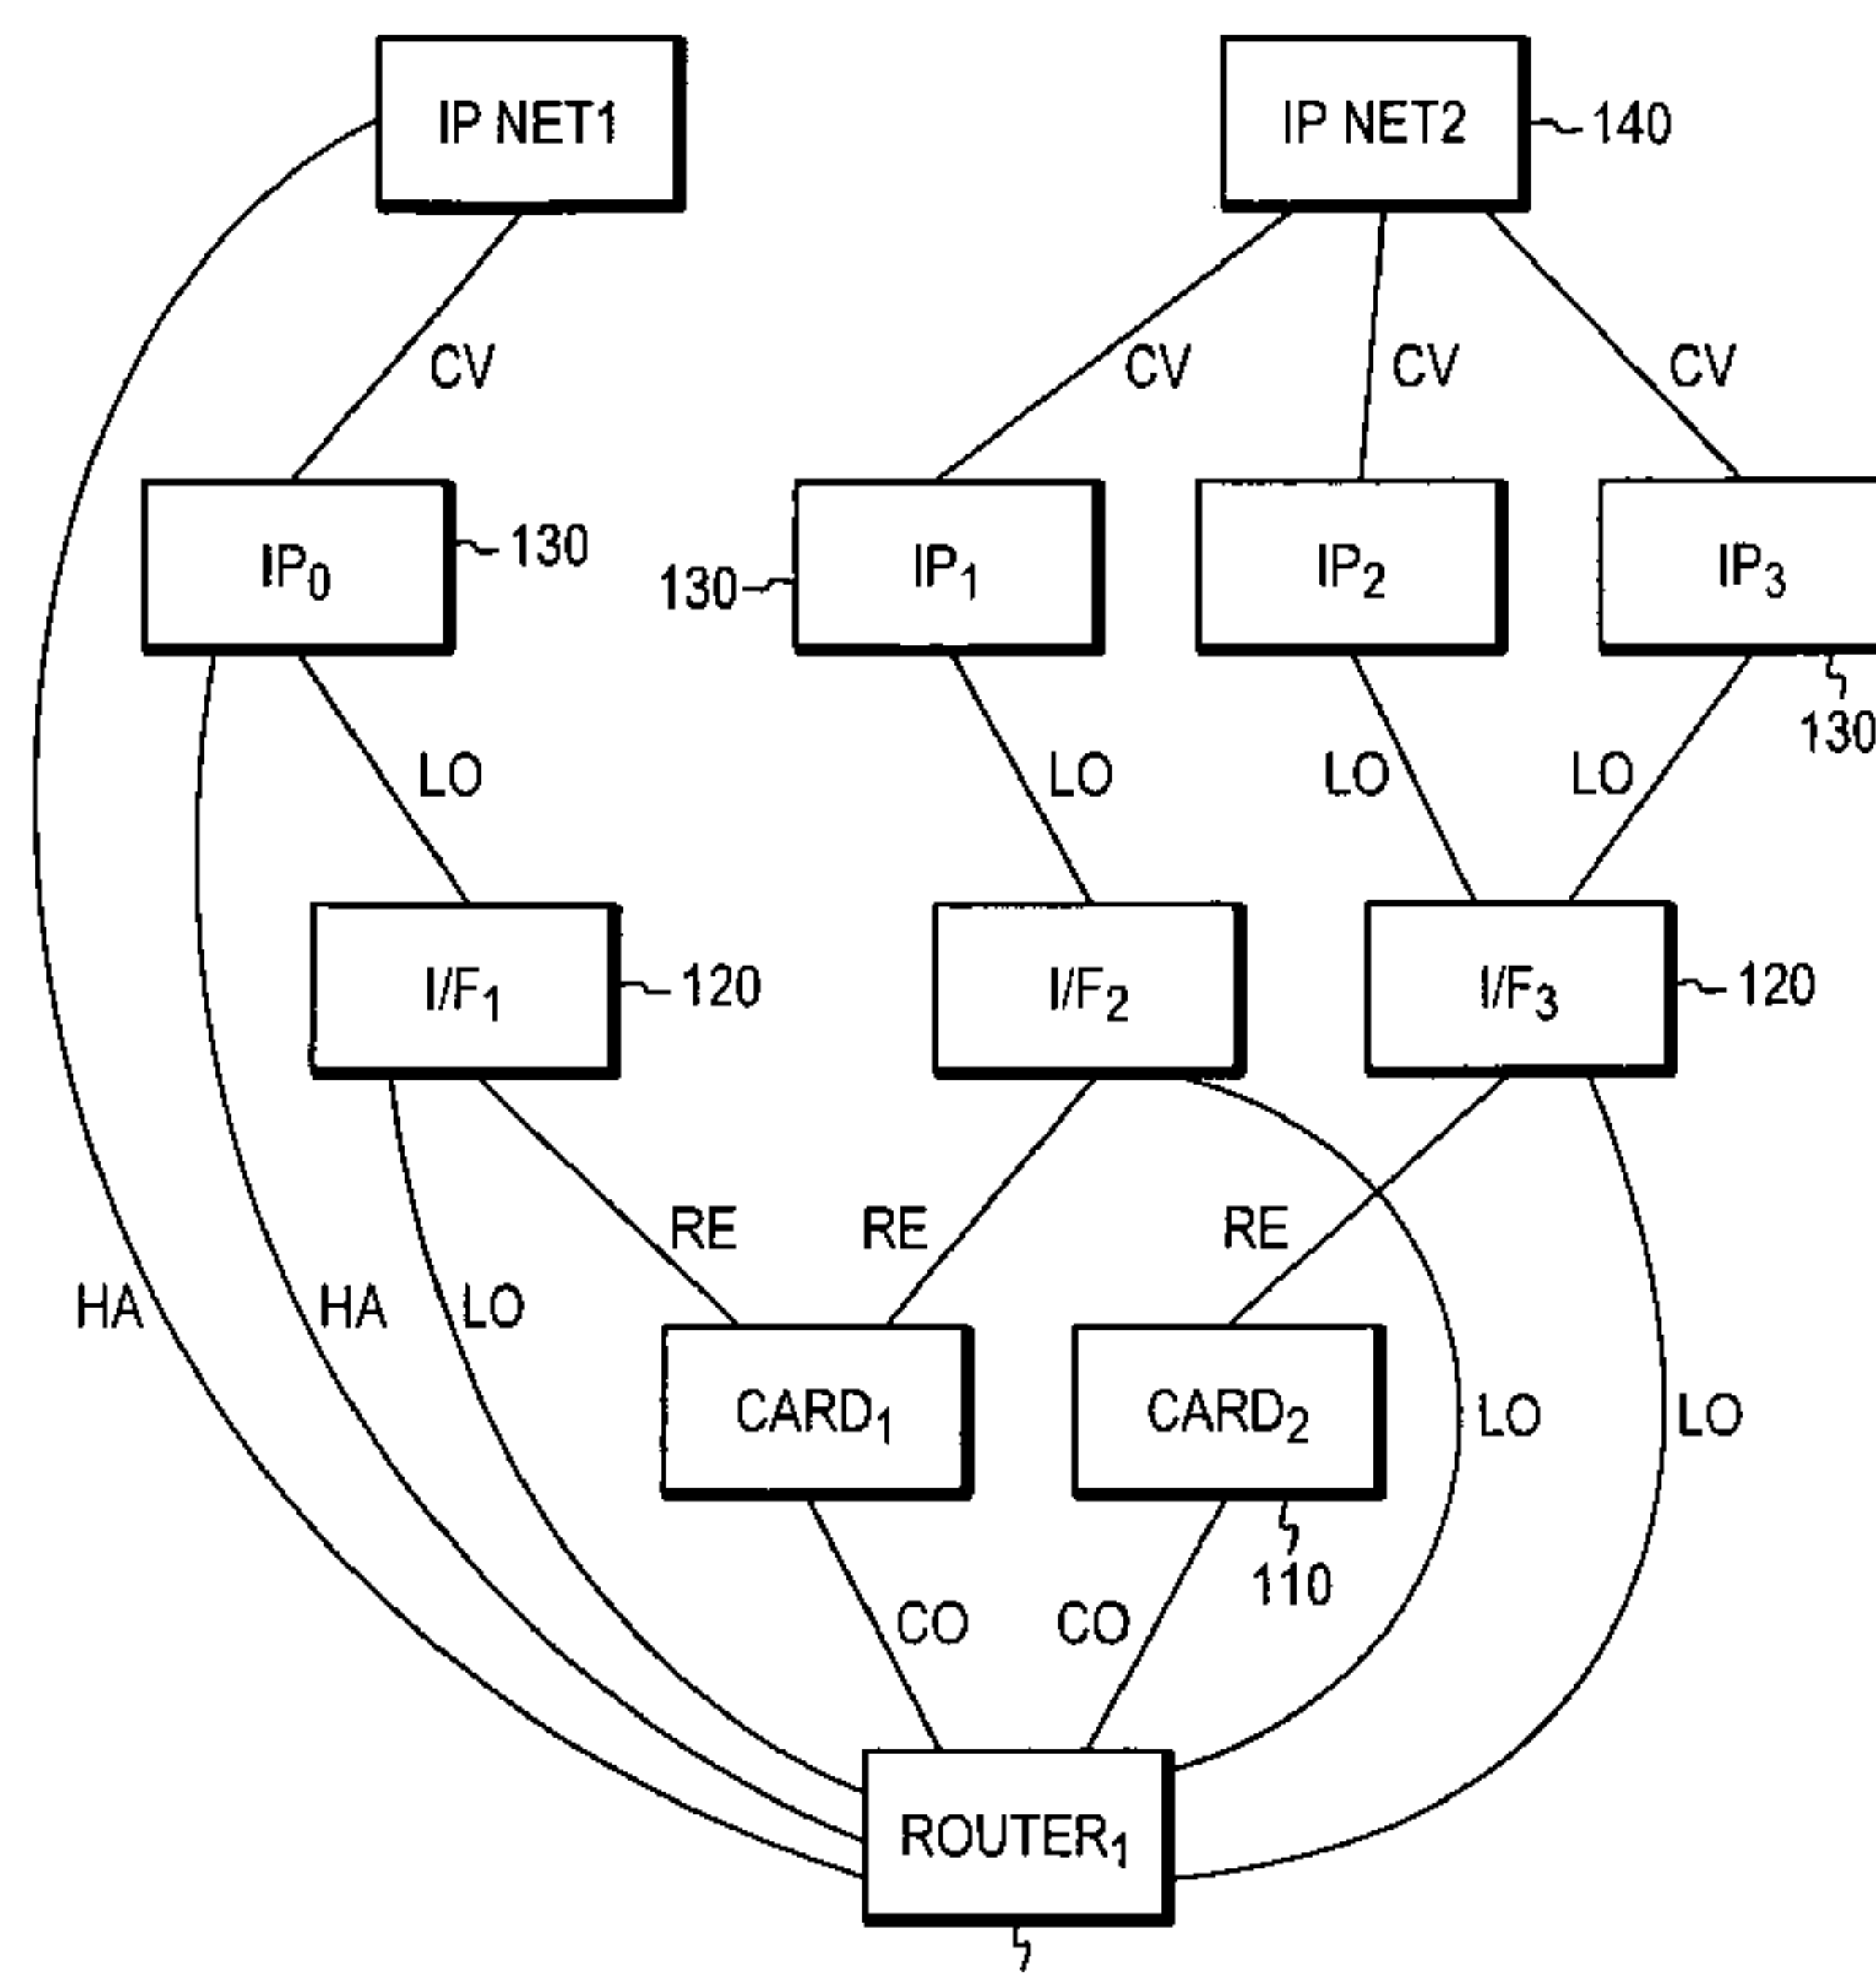 IP NET1
IP NET2
140
CV
CV
CV
CV
IP0
130
130
IP1
IP2
IP3
130
LO
LO
LO
LO
I/F1
120
I/F2
I/F3
120
RE
RE
RE
HA
HA
LO
CARD1
CARD2
LO
LO
110
CO
CO
ROUTER1